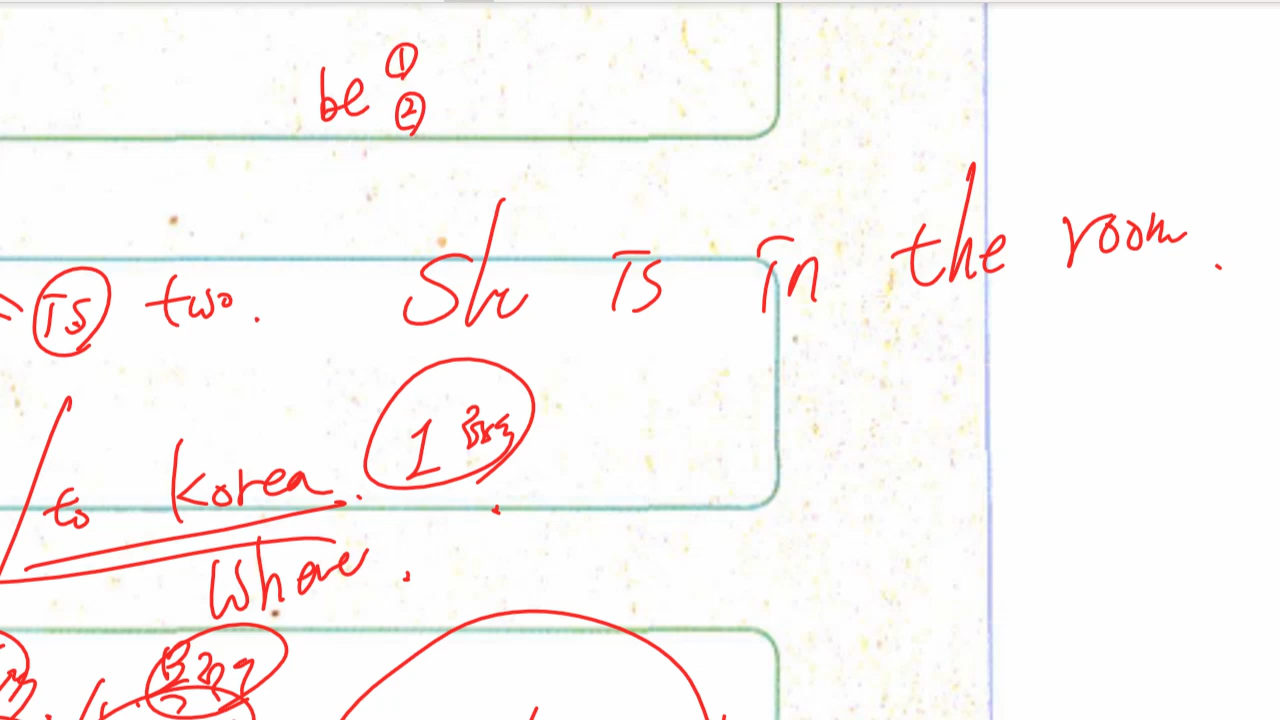 be ①
②
is two. She is in the room.
to Korea.
1
Where.